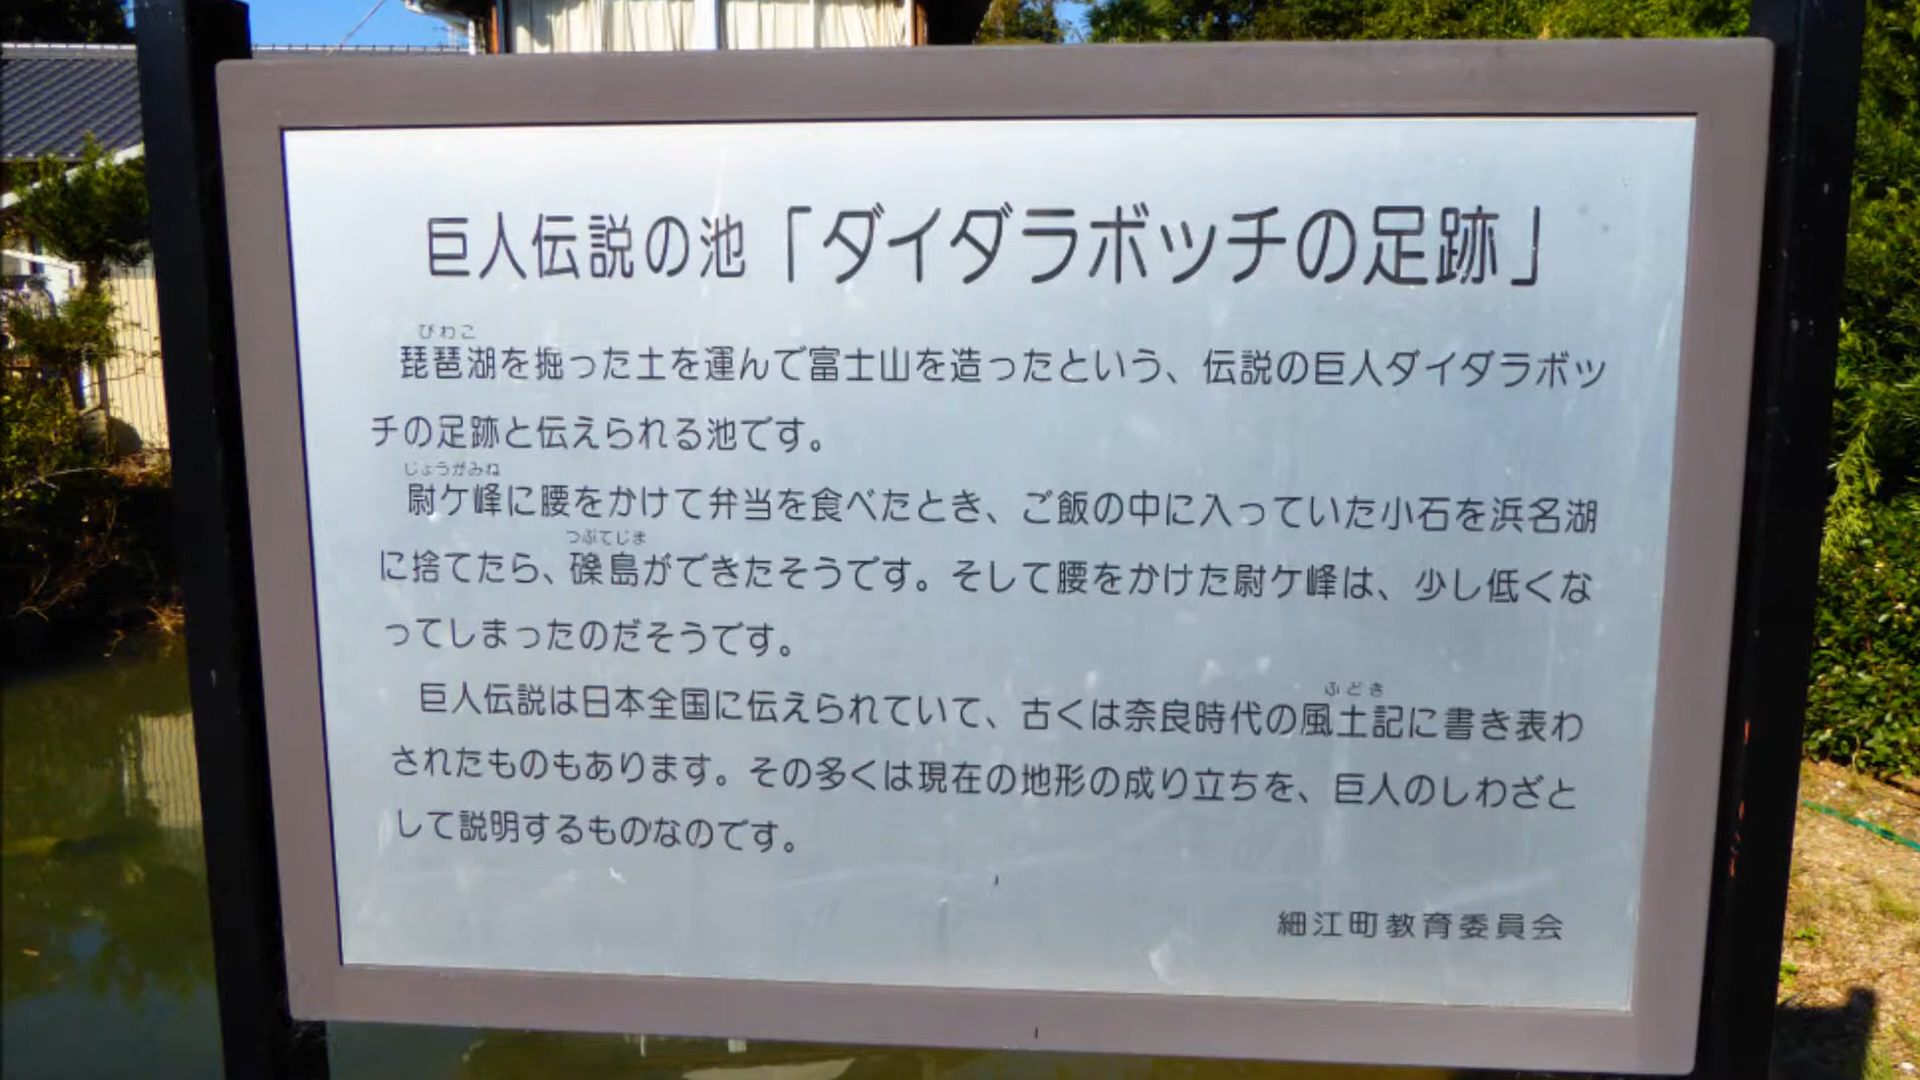 巨人伝説の池「ダイダラボッチの足跡」
びわこ
琵琶湖を掘った土を運んで富士山を造ったという、伝説の巨人ダイダラボッ
チの足跡と伝えられる池です。
じょうがみね
尉ケ峰に腰をかけて弁当を食べたとき、ご飯の中に入っていた小石を浜名湖
つぶてじま
に捨てたら、礫島ができたそうです。そして腰をかけた尉ケ峰は、少し低くな
ってしまったのだそうです。
ふどき
巨人伝説は日本全国に伝えられていて、古くは奈良時代の風土記に書き表わ
されたものもあります。その多くは現在の地形の成り立ちを、巨人のしわざと
して説明するものなのです。
細江町教育委員会